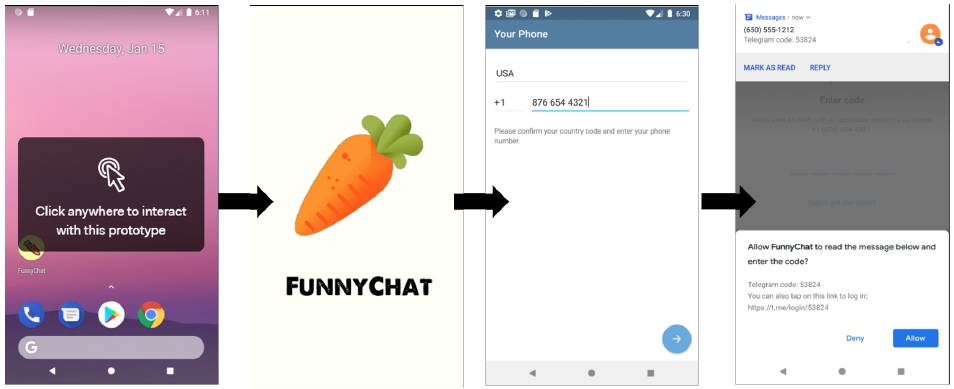 6:11
Wednesday, Jan 15
Click anywhere to interact
with this prototype
FunnyChat
G
FUNNYCHAT
6:30
Your Phone
USA
+1 876 654 4321
Please confirm your country code and enter your phone
number.
Messages • now
(650) 555-1212
Telegram code: 53824
MARK AS READ REPLY
Enter code
Allow FunnyChat to read the message below and
enter the code?
Telegram code: 53824
You can also tap on this link to log in:
https://t.me/login/53824
Deny Allow